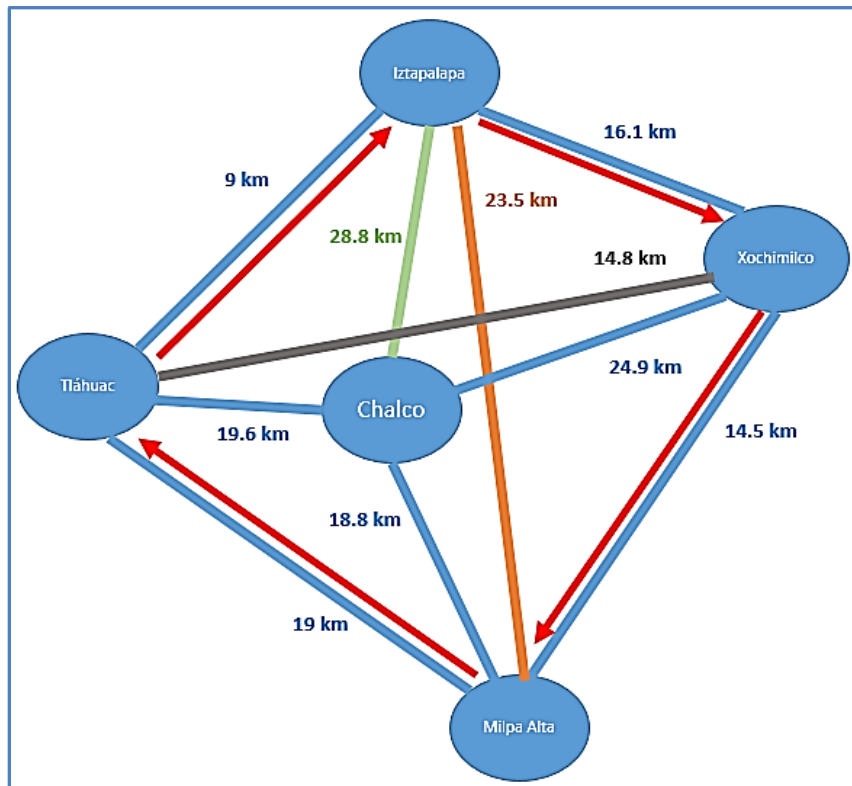 Iztapalapa
16.1 km
9 km
23.5 km
28.8 km
14.8 km
Xochimilco
Tláhuac
Chalco
24.9 km
19.6 km
14.5 km
18.8 km
19 km
Milpa Alta